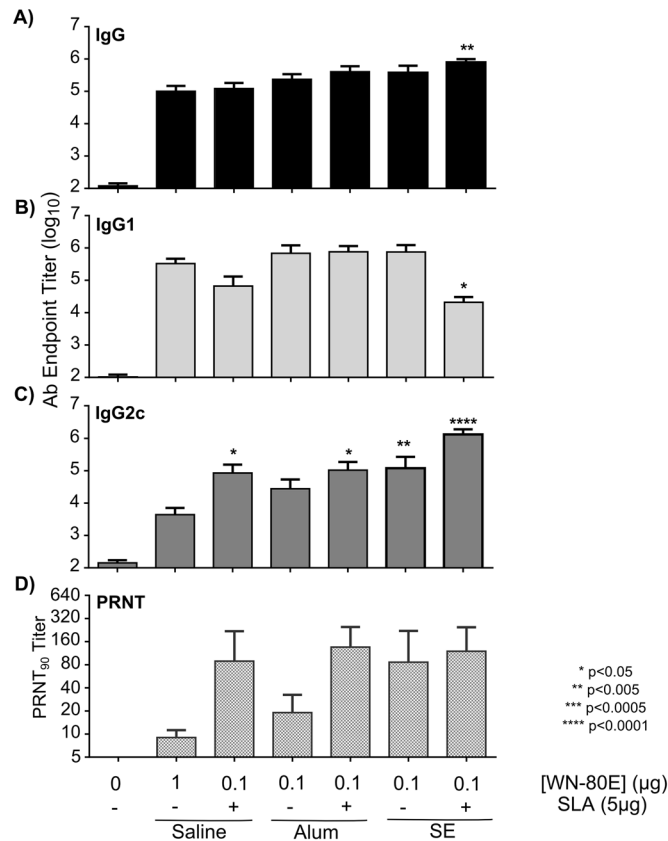 A)
IgG
**
7
6
5
4
3
2
B)
IgG1
*
7
6
5
4
3
2
Ab Endpoint Titer (log10)
C)
IgG2c
* * ** ****
7
6
5
4
3
2
D)
PRNT
640
320
160
80
40
20
10
5
PRNT90 Titer
* p<0.05
** p<0.005
*** p<0.0005
**** p<0.0001
0 1 0.1 0.1 0.1 0.1 0.1 [WN-80E] (µg)
- - + - + - + SLA (5µg)
Saline Alum SE